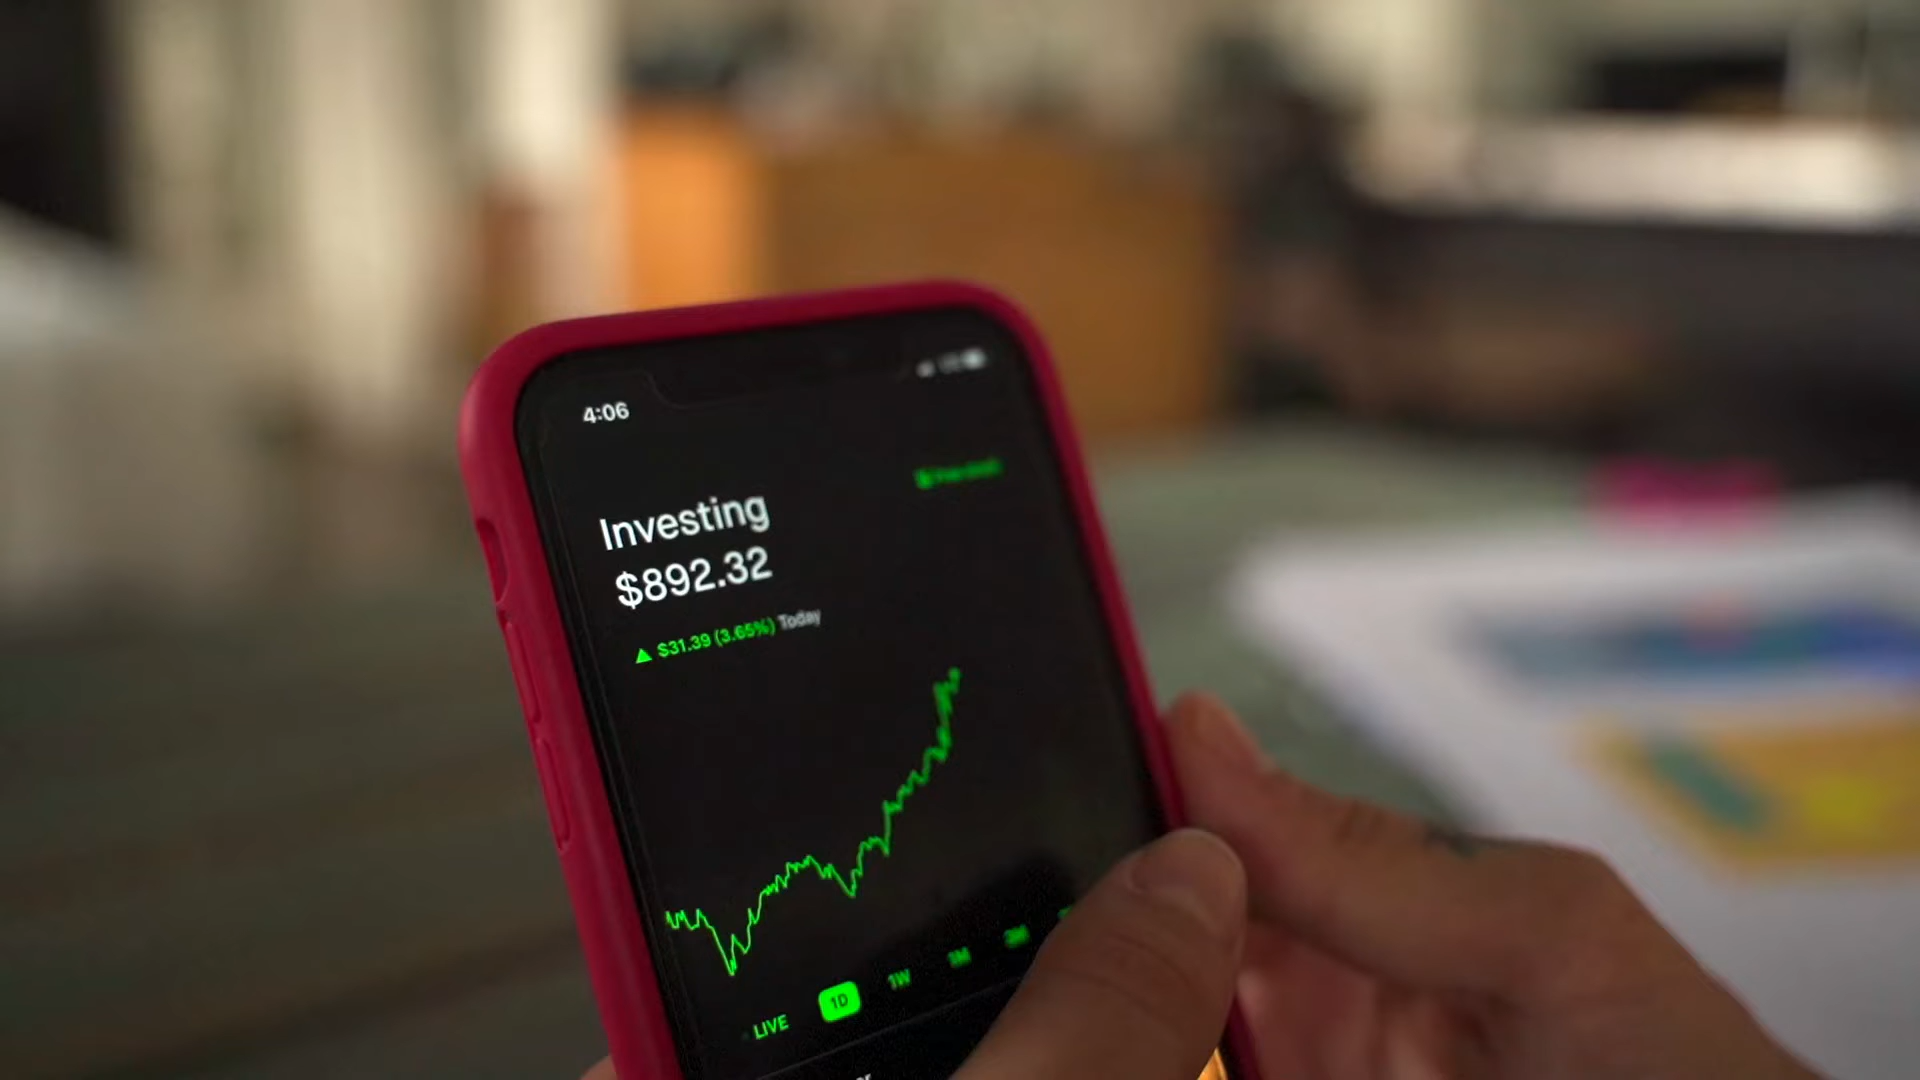 4:06
Investing
$892.32
▲ $31.39 (3.65%) Today
LIVE 1D 1W 1M 3M